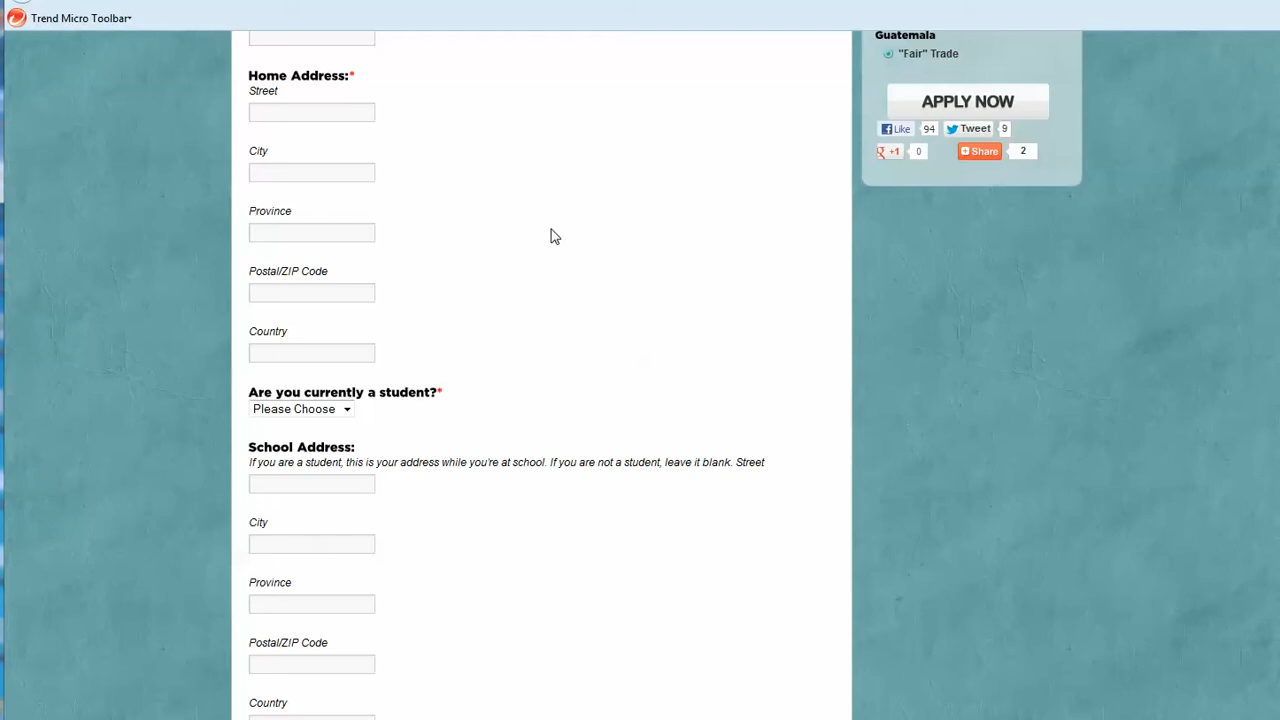 Trend Micro Toolbar
Guatemala
"Fair" Trade
Home Address:*
Street
APPLY NOW
Like 94 Tweet 9
+1 0 Share 2
City
Province
Postal/ZIP Code
Country
Are you currently a student?*
Please Choose
School Address:
If you are a student, this is your address while you're at school. If you are not a student, leave it blank. Street
City
Province
Postal/ZIP Code
Country